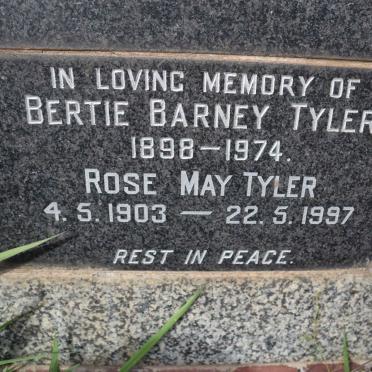 IN LOVING MEMORY OF
BERTIE BARNEY TYLER
1898 — 1974.
ROSE MAY TYLER
4. 5. 1903 — 22. 5. 1997
REST IN PEACE.